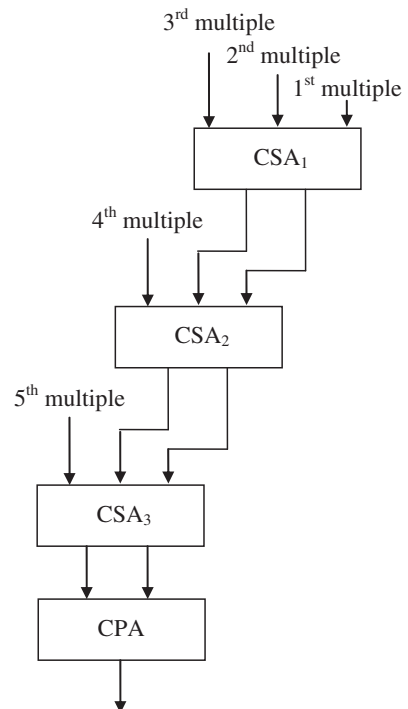 3rd multiple
2nd multiple
1st multiple
CSA1
4th multiple
CSA2
5th multiple
CSA3
CPA